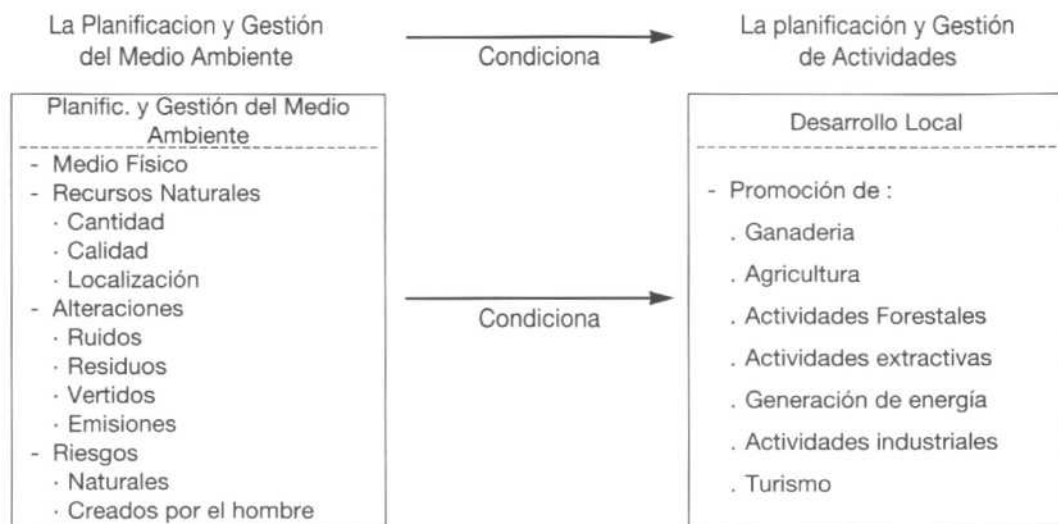 La Planificacion y Gestión
del Medio Ambiente
Condiciona
La planificación y Gestión
de Actividades
Planific. y Gestión del Medio
Ambiente
- Medio Físico
- Recursos Naturales
· Cantidad
· Calidad
· Localización
- Alteraciones
· Ruidos
· Residuos
· Vertidos
· Emisiones
- Riesgos
· Naturales
· Creados por el hombre
Condiciona
Desarrollo Local
- Promoción de :
. Ganaderia
. Agricultura
. Actividades Forestales
. Actividades extractivas
. Generación de energía
. Actividades industriales
. Turismo